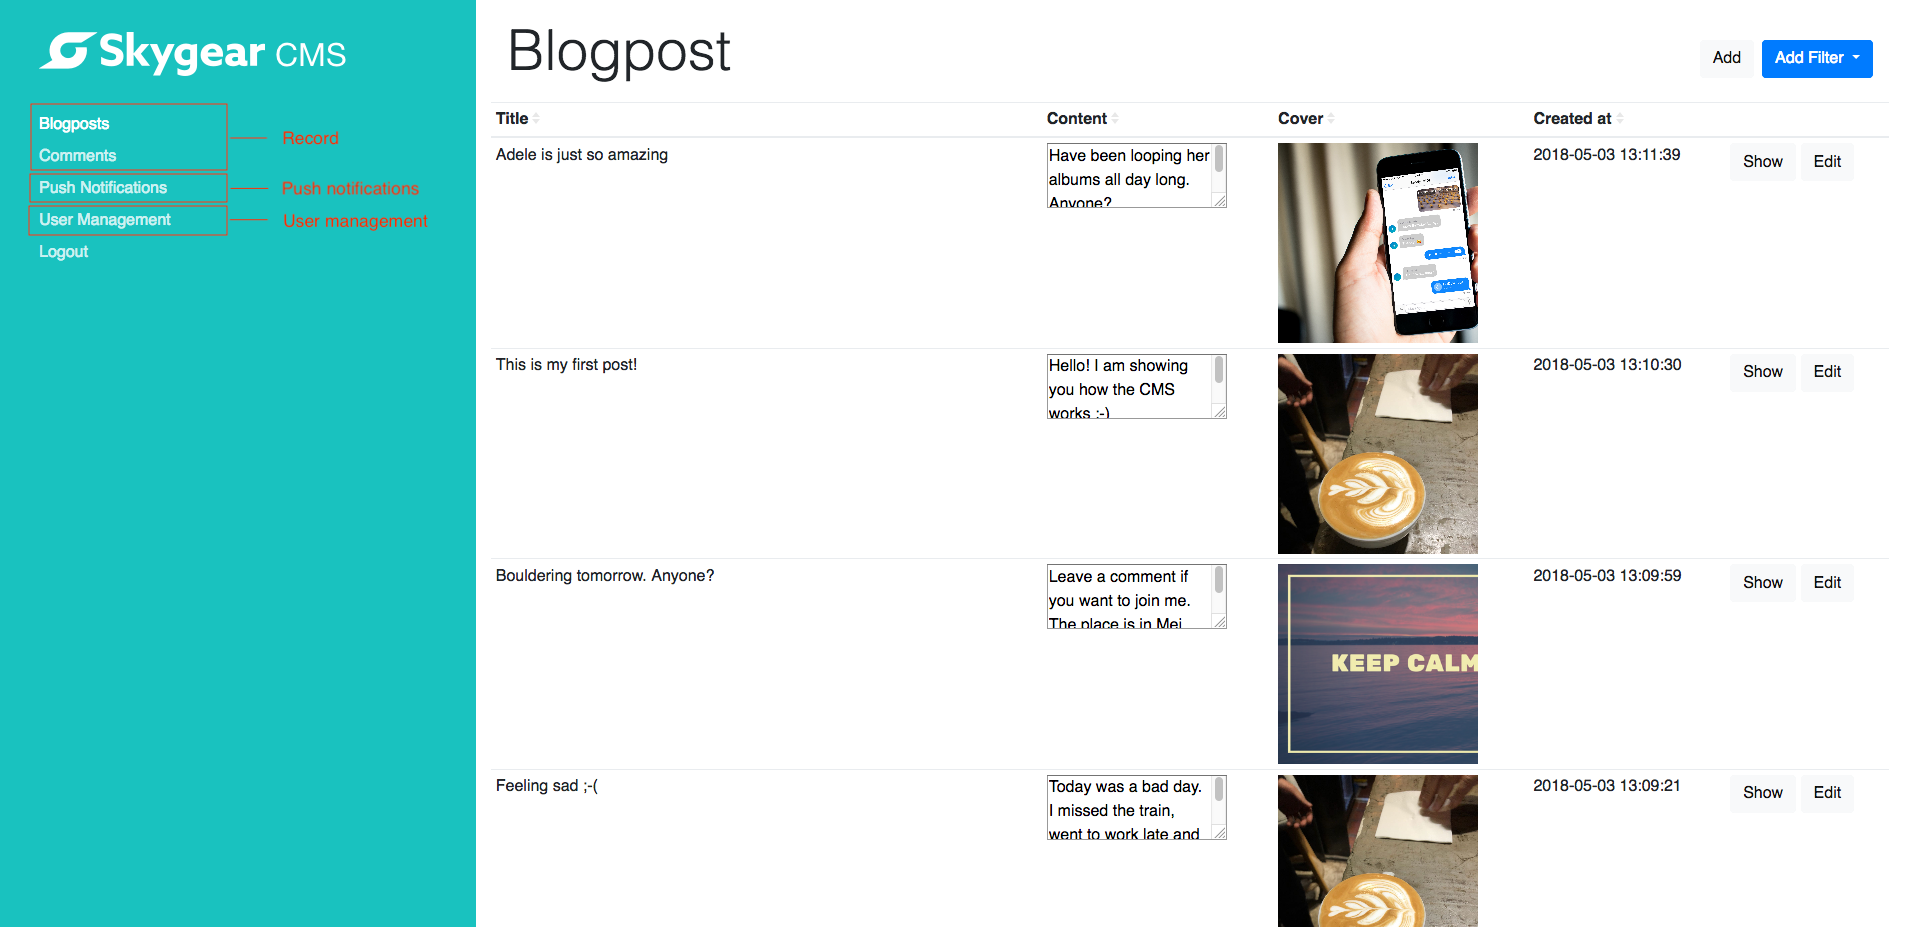 Skygear CMS
Blogposts
Comments
Push Notifications
User Management
Logout
Record
Push notifications
User management
Blogpost
Add
Add Filter
Title
Content
Cover
Created at
Adele is just so amazing
Have been looping her
albums all day long.
Anyone?
2018-05-03 13:11:39
Show
Edit
This is my first post!
Hello! I am showing
you how the CMS
works :-)
2018-05-03 13:10:30
Show
Edit
Bouldering tomorrow. Anyone?
Leave a comment if
you want to join me.
The place is in Mei
KEEP CALM
2018-05-03 13:09:59
Show
Edit
Feeling sad ;-(
Today was a bad day.
I missed the train,
went to work late and
2018-05-03 13:09:21
Show
Edit